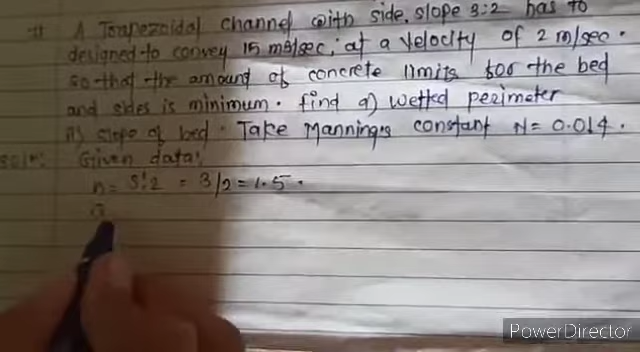 A Trapezoidal channel with side slope 3:2 has to
designed to convey 15 m3/sec, at a velocity of 2 m/sec.
so that the amount of concrete limits for the bed
and sides is minimum. find a) wetted perimeter
ii) slope of bed. Take Manning's constant N = 0.014.
Soln: Given data:
n = 3:2 = 3/2 = 1.5.
PowerDirector